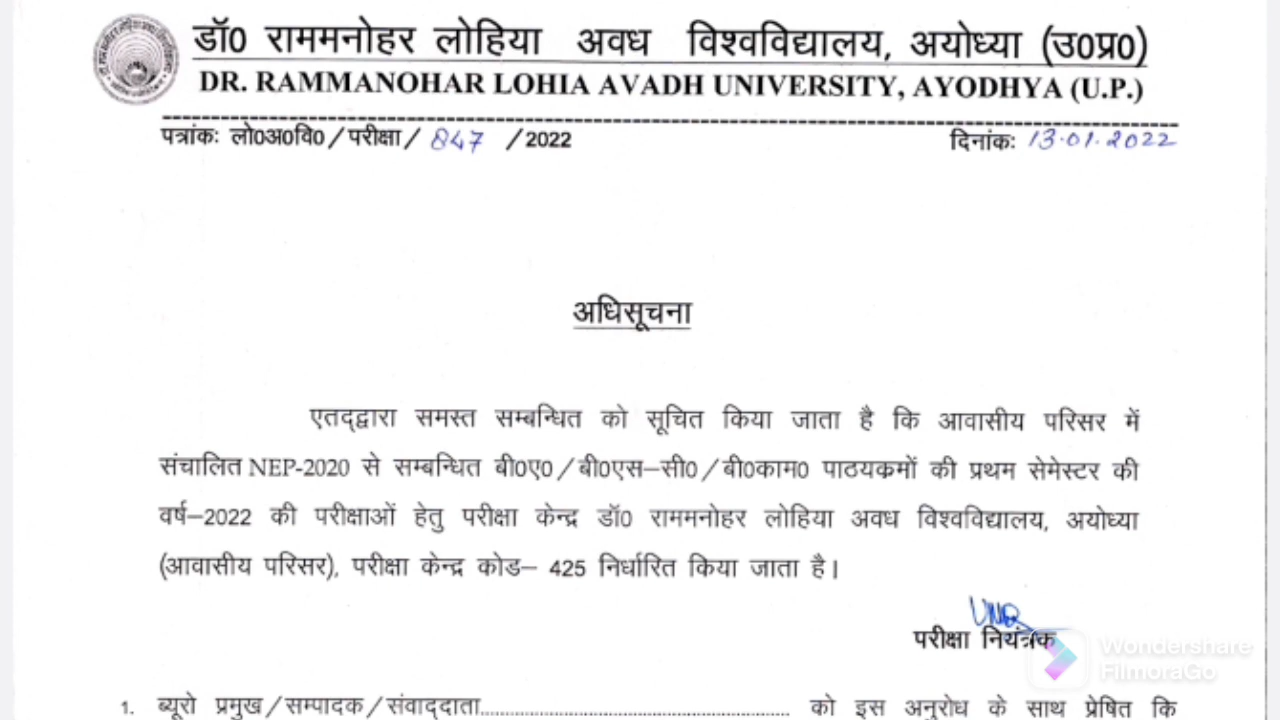 डॉ0 राममनोहर लोहिया अवध विश्वविद्यालय, अयोध्या (उ0प्र0)
DR. RAMMANOHAR LOHIA AVADH UNIVERSITY, AYODHYA (U.P.)
पत्रांकः लो0अ0वि0/परीक्षा/ 847 /2022 दिनांकः 13.01.2022
अधिसूचना
एतद्द्वारा समस्त सम्बन्धित को सूचित किया जाता है कि आवासीय परिसर में
संचालित NEP-2020 से सम्बन्धित बी0ए0/बी0एस–सी0/बी0काम0 पाठयक्रमों की प्रथम सेमेस्टर की
वर्ष–2022 की परीक्षाओं हेतु परीक्षा केन्द्र डॉ0 राममनोहर लोहिया अवध विश्वविद्यालय, अयोध्या
(आवासीय परिसर), परीक्षा केन्द्र कोड– 425 निर्धारित किया जाता है।
परीक्षा नियंत्रक
Wondershare
FilmoraGo
1. ब्यूरो प्रमुख/सम्पादक/संवाददाता.................................................. को इस अनुरोध के साथ प्रेषित कि